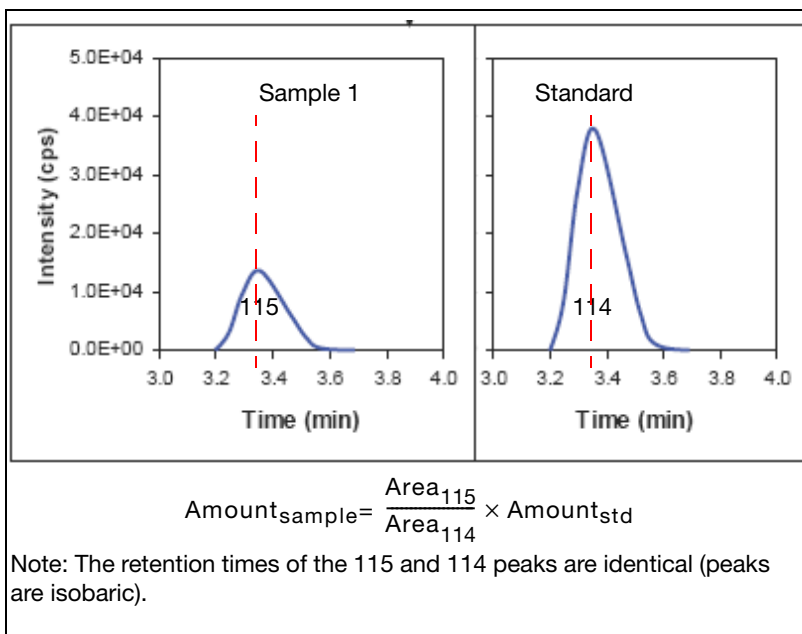 5.0E+04
4.0E+04
3.0E+04
2.0E+04
1.0E+04
0.0E+00
Intensity (cps)
Sample 1
115
3.0 3.2 3.4 3.6 3.8 4.0
Time (min)
Standard
114
3.0 3.2 3.4 3.6 3.8 4.0
Time (min)
Amount_sample = Area_115 / Area_114 × Amount_std
Note: The retention times of the 115 and 114 peaks are identical (peaks
are isobaric).